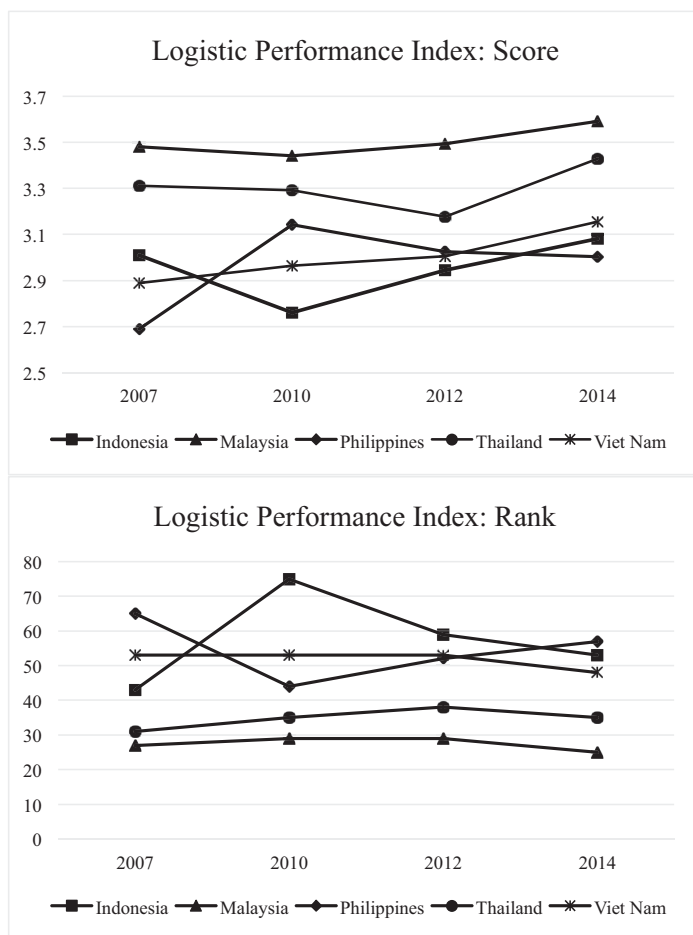 Logistic Performance Index: Score
3.7
3.5
3.3
3.1
2.9
2.7
2.5
2007 2010 2012 2014
Indonesia Malaysia Philippines Thailand Viet Nam
Logistic Performance Index: Rank
80
70
60
50
40
30
20
10
0
2007 2010 2012 2014
Indonesia Malaysia Philippines Thailand Viet Nam